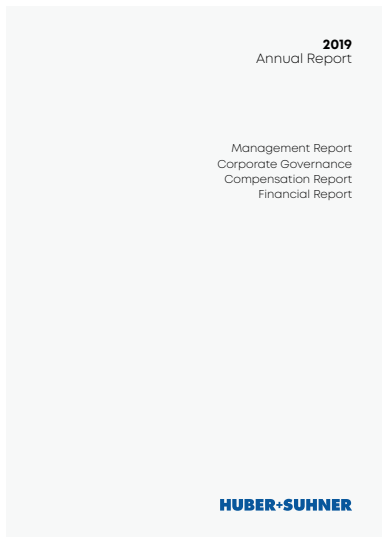 2019
Annual Report
Management Report
Corporate Governance
Compensation Report
Financial Report
HUBER+SUHNER